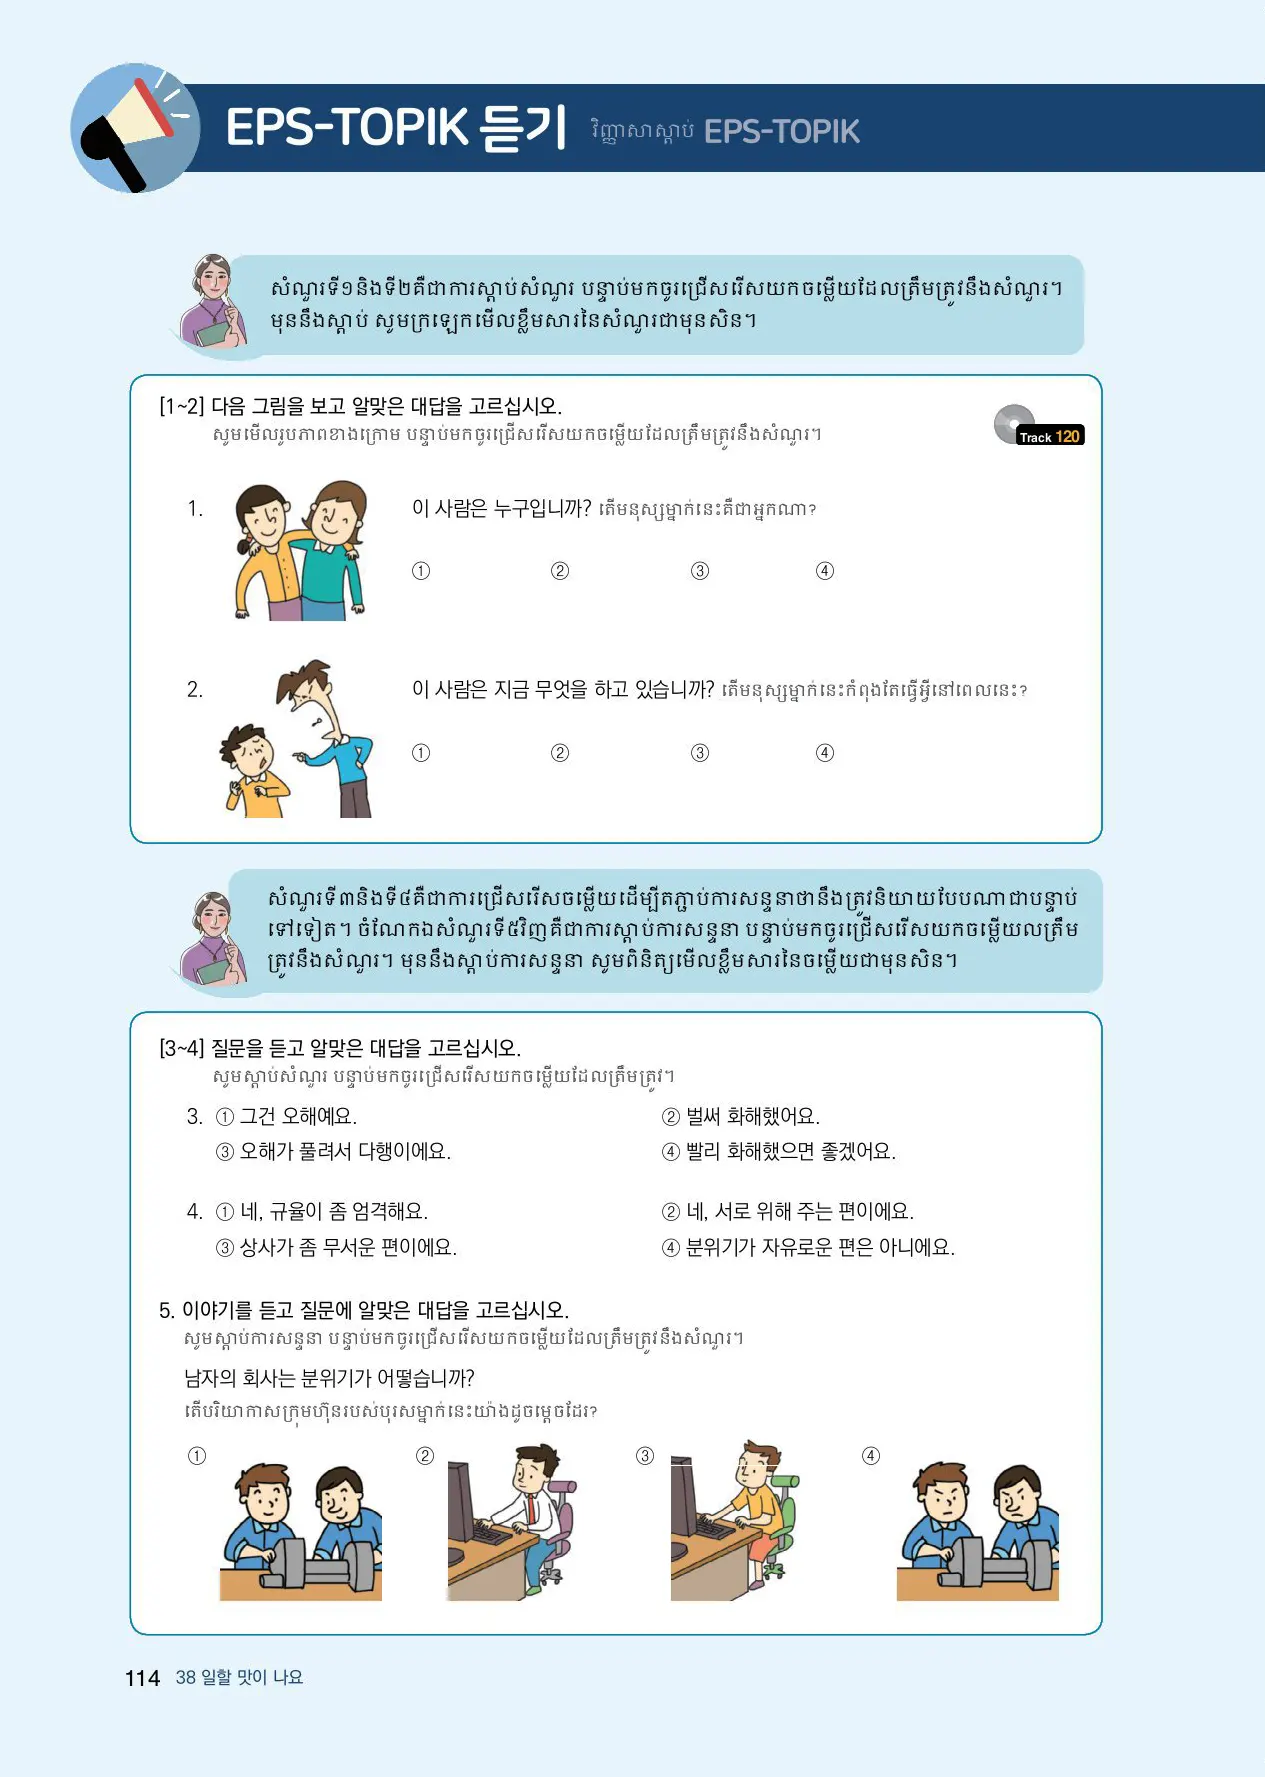 EPS-TOPIK 듣기 វិញ្ញាសាស្តាប់ EPS-TOPIK
សំណួរទី១និងទី២គឺជាការស្តាប់សំណួរ បន្ទាប់មកចូរជ្រើសរើសយកចម្លើយដែលត្រឹមត្រូវនឹងសំណួរ។
មុននឹងស្តាប់ សូមក្រឡេកមើលខ្លឹមសារនៃសំណួរជាមុនសិន។
[1~2] 다음 그림을 보고 알맞은 대답을 고르십시오.
សូមមើលរូបភាពខាងក្រោម បន្ទាប់មកចូរជ្រើសរើសយកចម្លើយដែលត្រឹមត្រូវនឹងសំណួរ។
Track 120
1. 이 사람은 누구입니까? តើមនុស្សម្នាក់នេះគឺជាអ្នកណា?
① ② ③ ④
2. 이 사람은 지금 무엇을 하고 있습니까? តើមនុស្សម្នាក់នេះកំពុងតែធ្វើអ្វីនៅពេលនេះ?
① ② ③ ④
សំណួរទី៣និងទី៤គឺជាការជ្រើសរើសចម្លើយដើម្បីតភ្ជាប់ការសន្ទនាថានឹងត្រូវនិយាយបែបណាជាបន្ទាប់
ទៅទៀត។ ចំណែកឯសំណួរទី៥វិញគឺជាការស្តាប់ការសន្ទនា បន្ទាប់មកចូរជ្រើសរើសយកចម្លើយលត្រឹម
ត្រូវនឹងសំណួរ។ មុននឹងស្តាប់ការសន្ទនា សូមពិនិត្យមើលខ្លឹមសារនៃចម្លើយជាមុនសិន។
[3~4] 질문을 듣고 알맞은 대답을 고르십시오.
សូមស្តាប់សំណួរ បន្ទាប់មកចូរជ្រើសរើសយកចម្លើយដែលត្រឹមត្រូវ។
3. ① 그건 오해예요. ② 벌써 화해했어요.
③ 오해가 풀려서 다행이에요. ④ 빨리 화해했으면 좋겠어요.
4. ① 네, 규율이 좀 엄격해요. ② 네, 서로 위해 주는 편이에요.
③ 상사가 좀 무서운 편이에요. ④ 분위기가 자유로운 편은 아니에요.
5. 이야기를 듣고 질문에 알맞은 대답을 고르십시오.
សូមស្តាប់ការសន្ទនា បន្ទាប់មកចូរជ្រើសរើសយកចម្លើយដែលត្រឹមត្រូវនឹងសំណួរ។
남자의 회사는 분위기가 어떻습니까?
តើបរិយាកាសក្រុមហ៊ុនរបស់បុរសម្នាក់នេះយ៉ាងដូចម្តេចដែរ?
① ② ③ ④
114 38 일할 맛이 나요